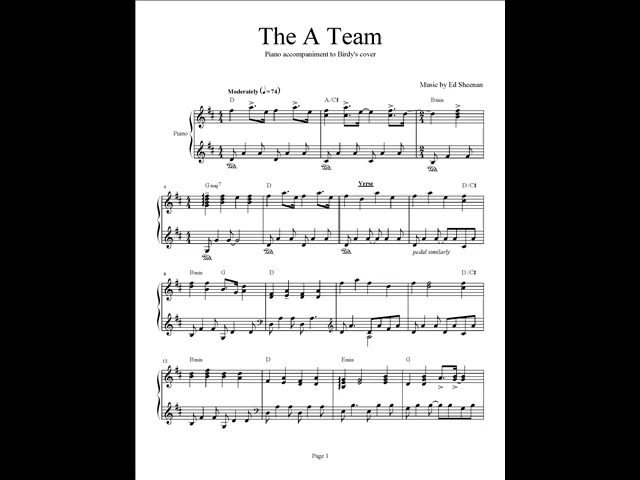 The A Team
Piano accompaniment to Birdy's cover
Music by Ed Sheenan
Moderately (♩=74)
D A/C♯ Bmin
Piano
4 Gmaj7 D Verse D/C♯
pedal similarly
8 Bmin G D D/C♯
12 Bmin D Emin G
Page 1